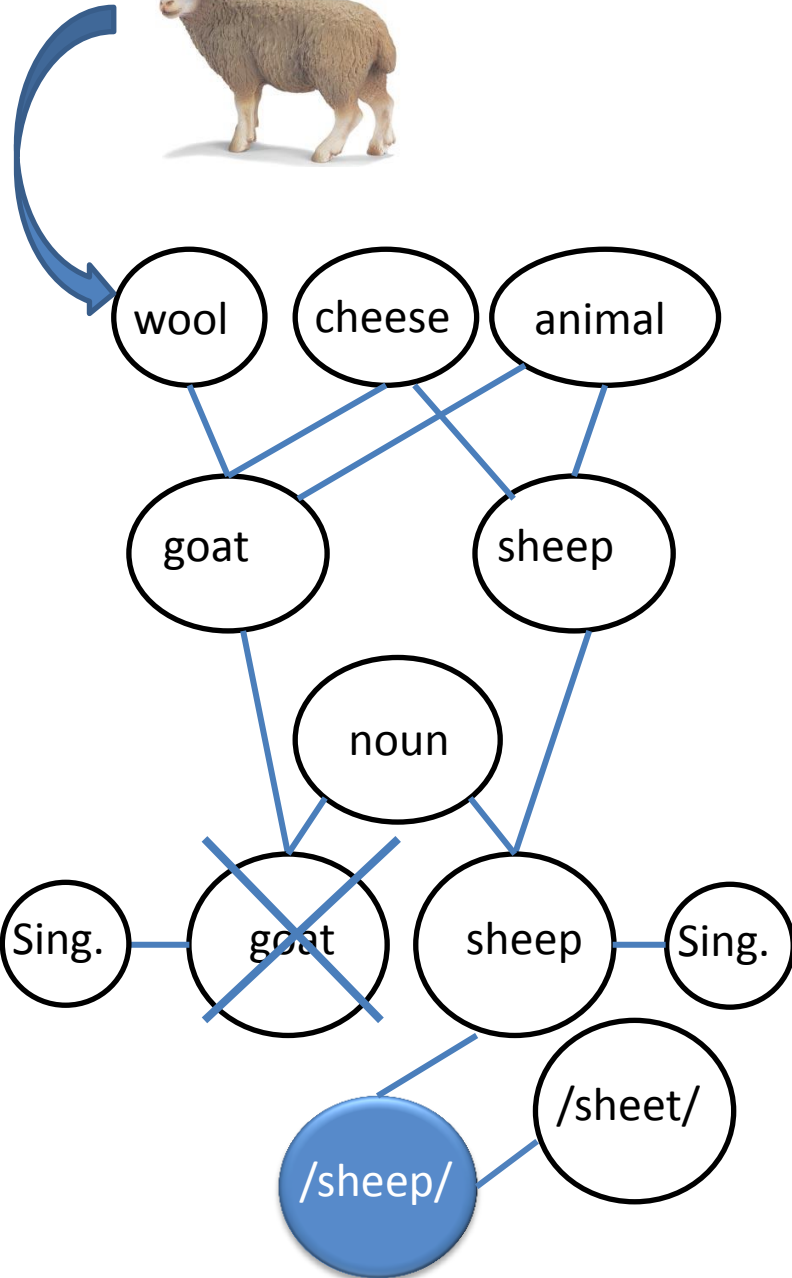 wool
cheese
animal
goat
sheep
noun
Sing.
goat
sheep
Sing.
/sheet/
/sheep/